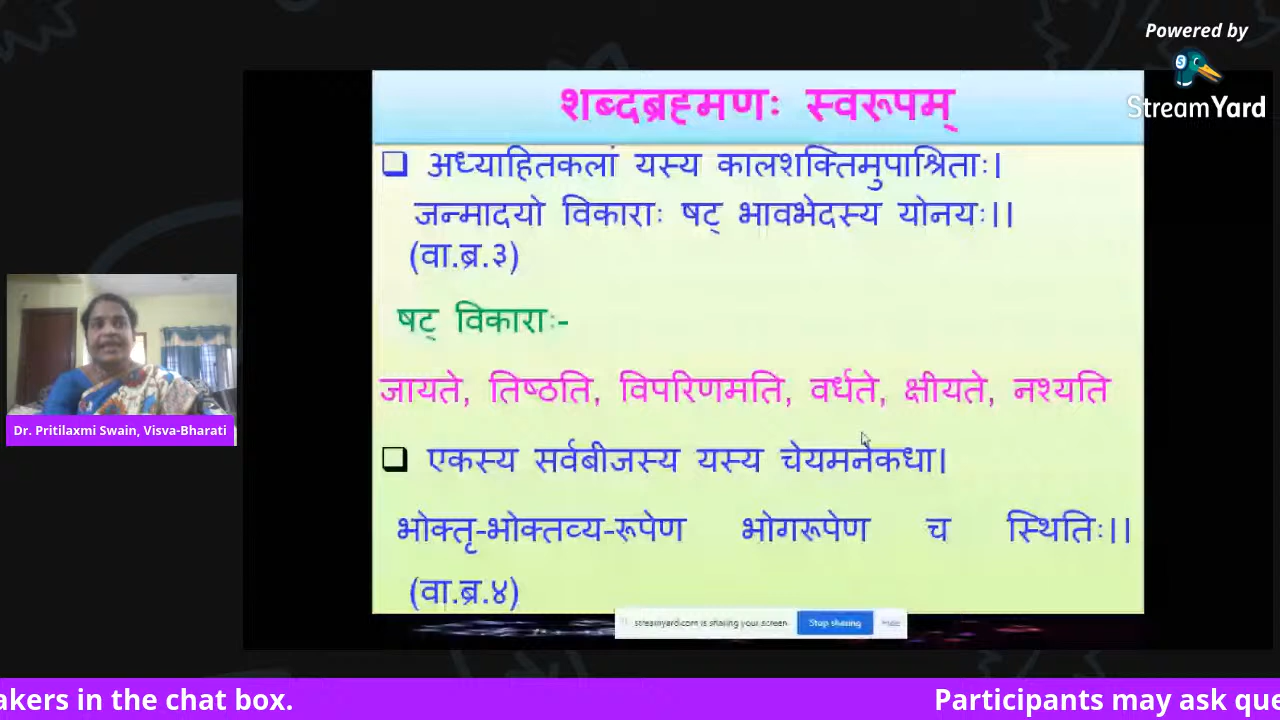 Powered by
StreamYard
शब्दब्रह्मणः स्वरूपम्
अध्याहितकलां यस्य कालशक्तिमुपाश्रिताः।
जन्मादयो विकाराः षट् भावभेदस्य योनयः।।
(वा.ब्र.३)
षट् विकाराः-
जायते, तिष्ठति, विपरिणमति, वर्धते, क्षीयते, नश्यति
एकस्य सर्वबीजस्य यस्य चेयमनेकधा।
भोक्तृ-भोक्तव्य-रूपेण भोगरूपेण च स्थितिः।।
(वा.ब्र.४)
Dr. Pritilaxmi Swain, Visva-Bharati
streamyard.com is sharing your screen. Stop sharing Hide
akers in the chat box. Participants may ask que